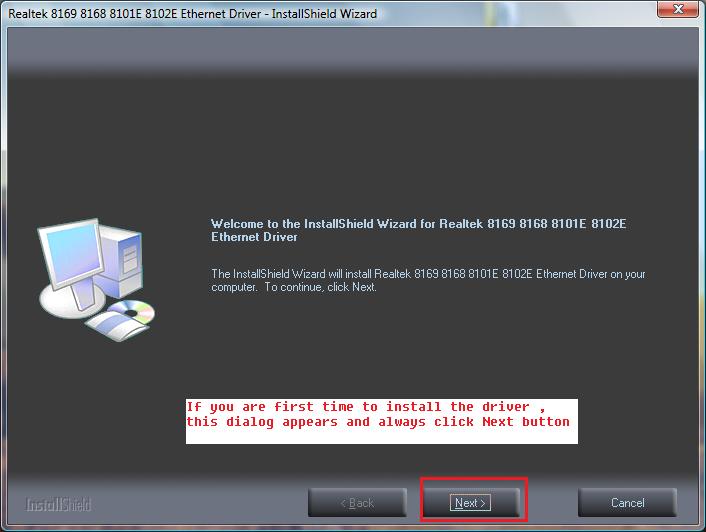 Realtek 8169 8168 8101E 8102E Ethernet Driver - InstallShield Wizard
Welcome to the InstallShield Wizard for Realtek 8169 8168 8101E 8102E
Ethernet Driver
The InstallShield Wizard will install Realtek 8169 8168 8101E 8102E Ethernet Driver on your
computer. To continue, click Next.
If you are first time to install the driver ,
this dialog appears and always click Next button
InstallShield
< Back
Next >
Cancel